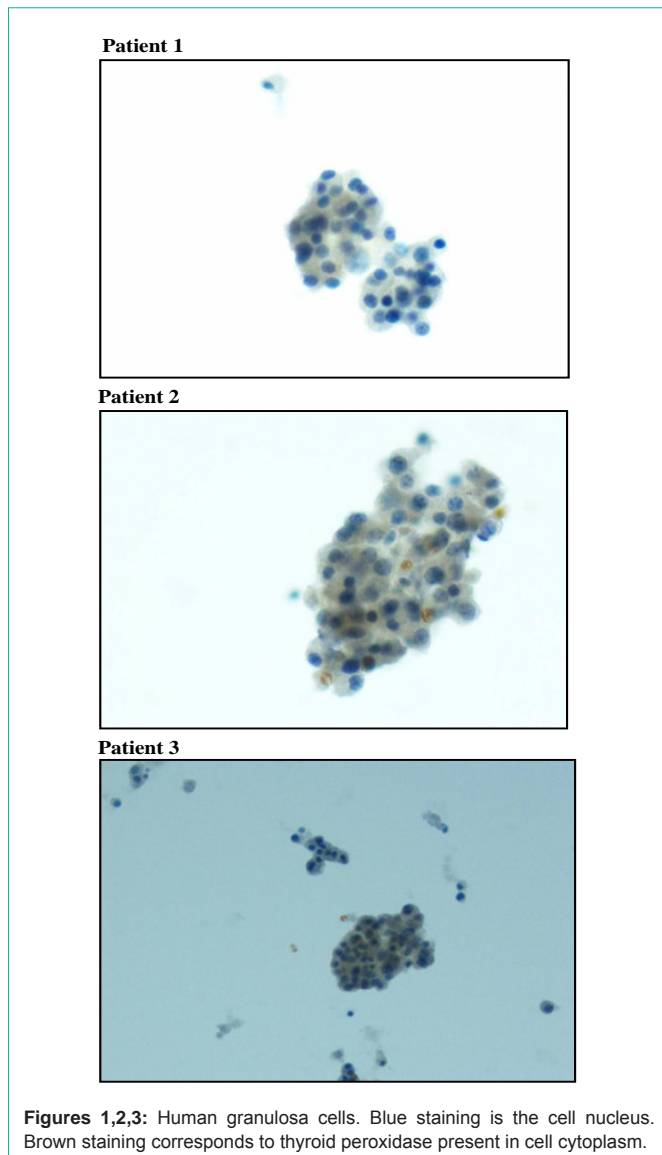 Patient 1
Patient 2
Patient 3
Figures 1,2,3: Human granulosa cells. Blue staining is the cell nucleus.
Brown staining corresponds to thyroid peroxidase present in cell cytoplasm.